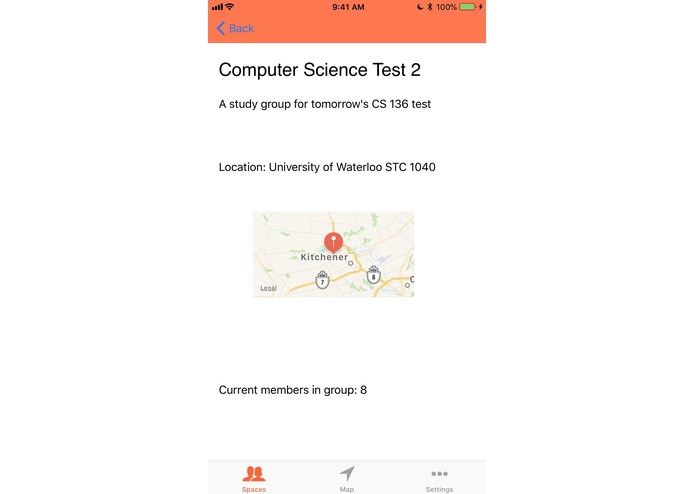 9:41 AM
100%
Back
Computer Science Test 2
A study group for tomorrow's CS 136 test
Location: University of Waterloo STC 1040
Kitchener
7
8
C
Legal
Current members in group: 8
Spaces
Map
Settings